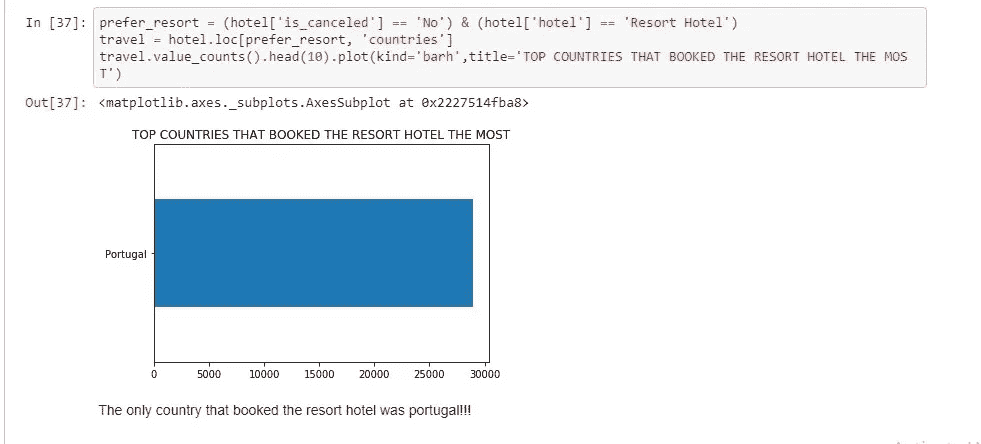 In [37]: prefer_resort = (hotel['is_canceled'] == 'No') & (hotel['hotel'] == 'Resort Hotel')
travel = hotel.loc[prefer_resort, 'countries']
travel.value_counts().head(10).plot(kind='barh',title='TOP COUNTRIES THAT BOOKED THE RESORT HOTEL THE MOS
T')
Out[37]: <matplotlib.axes._subplots.AxesSubplot at 0x2227514fba8>
TOP COUNTRIES THAT BOOKED THE RESORT HOTEL THE MOST
Portugal
0 5000 10000 15000 20000 25000 30000
The only country that booked the resort hotel was portugal!!!